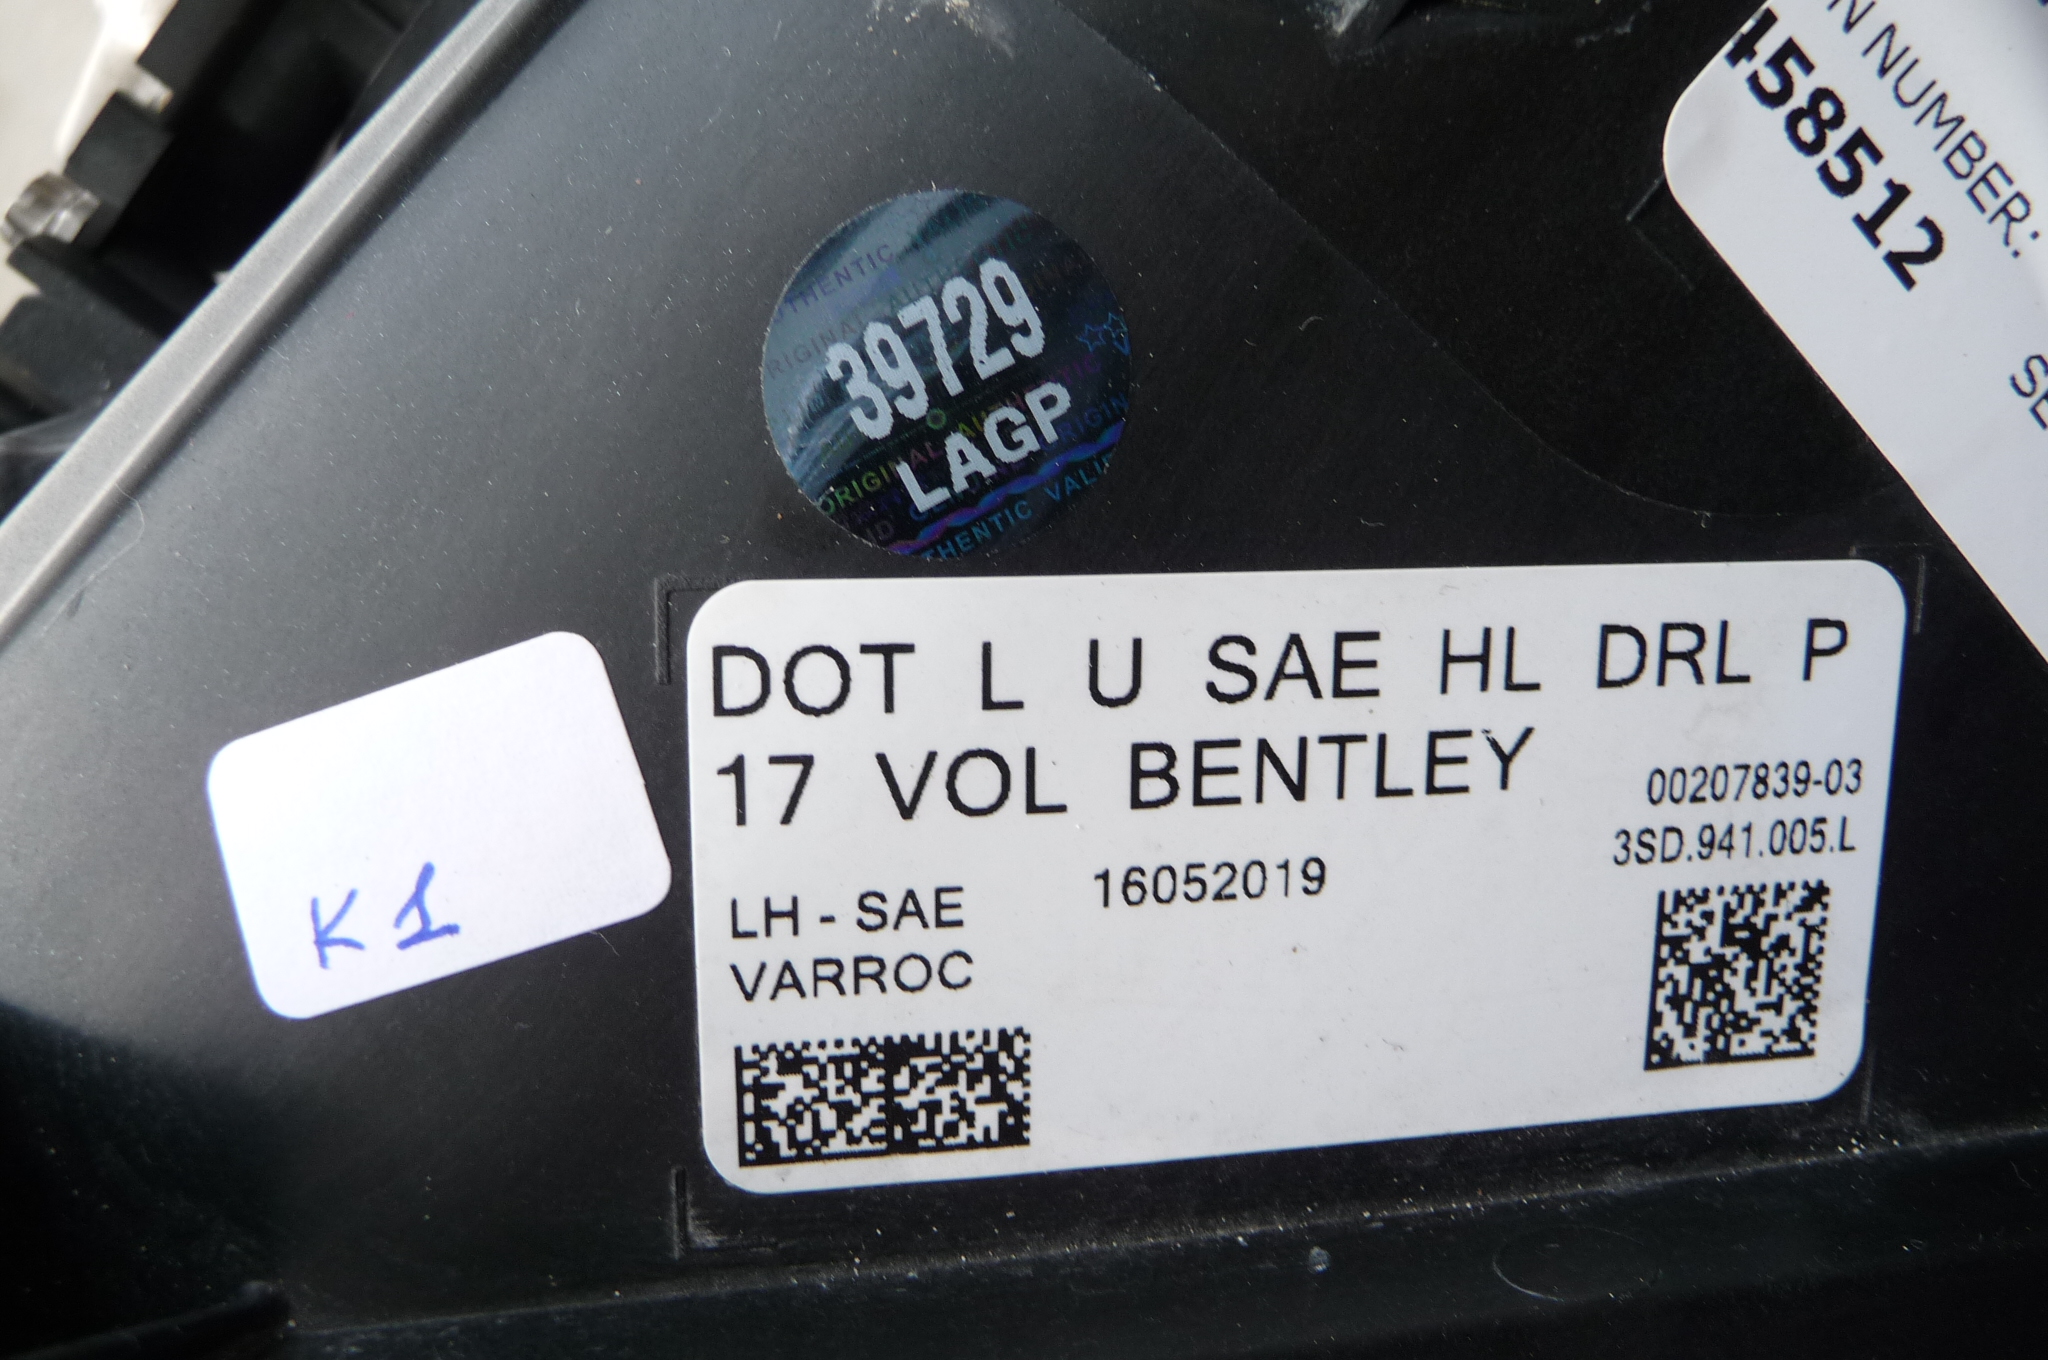 N NUMBER:
458512
SE
39729
LAGP
DOT L U SAE HL DRL P
17 VOL BENTLEY
00207839-03
3SD.941.005.L
LH - SAE
16052019
VARROC
K1